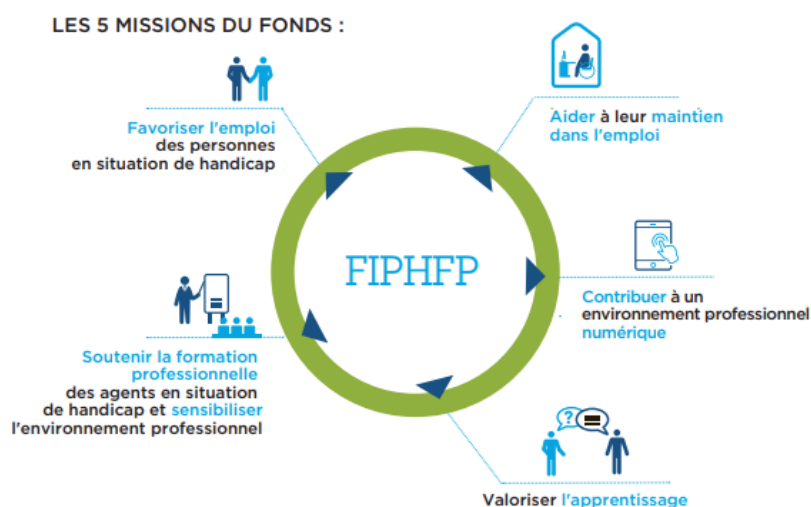 LES 5 MISSIONS DU FONDS :
Favoriser l'emploi
des personnes
en situation de handicap
Aider à leur maintien
dans l'emploi
FIPHFP
Contribuer à un
environnement professionnel
numérique
Soutenir la formation
professionnelle
des agents en situation
de handicap et sensibiliser
l'environnement professionnel
?
Valoriser l'apprentissage